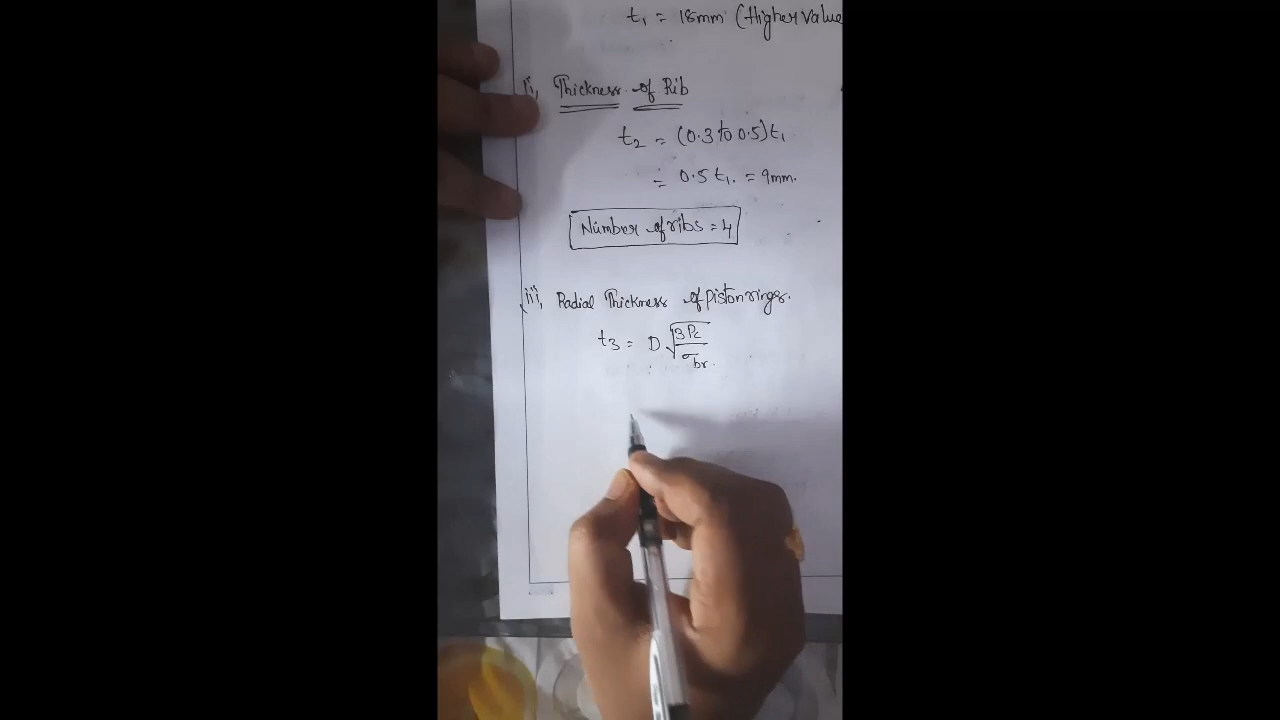 t₁ = 18mm (Higher value
ii, Thickness of Rib
t₂ = (0.3 to 0.5)t₁
= 0.5 t₁. = 9mm.
Number of ribs = 4
iii, Radial Thickness of piston rings.
t₃ = D√(3Pc/σbr).